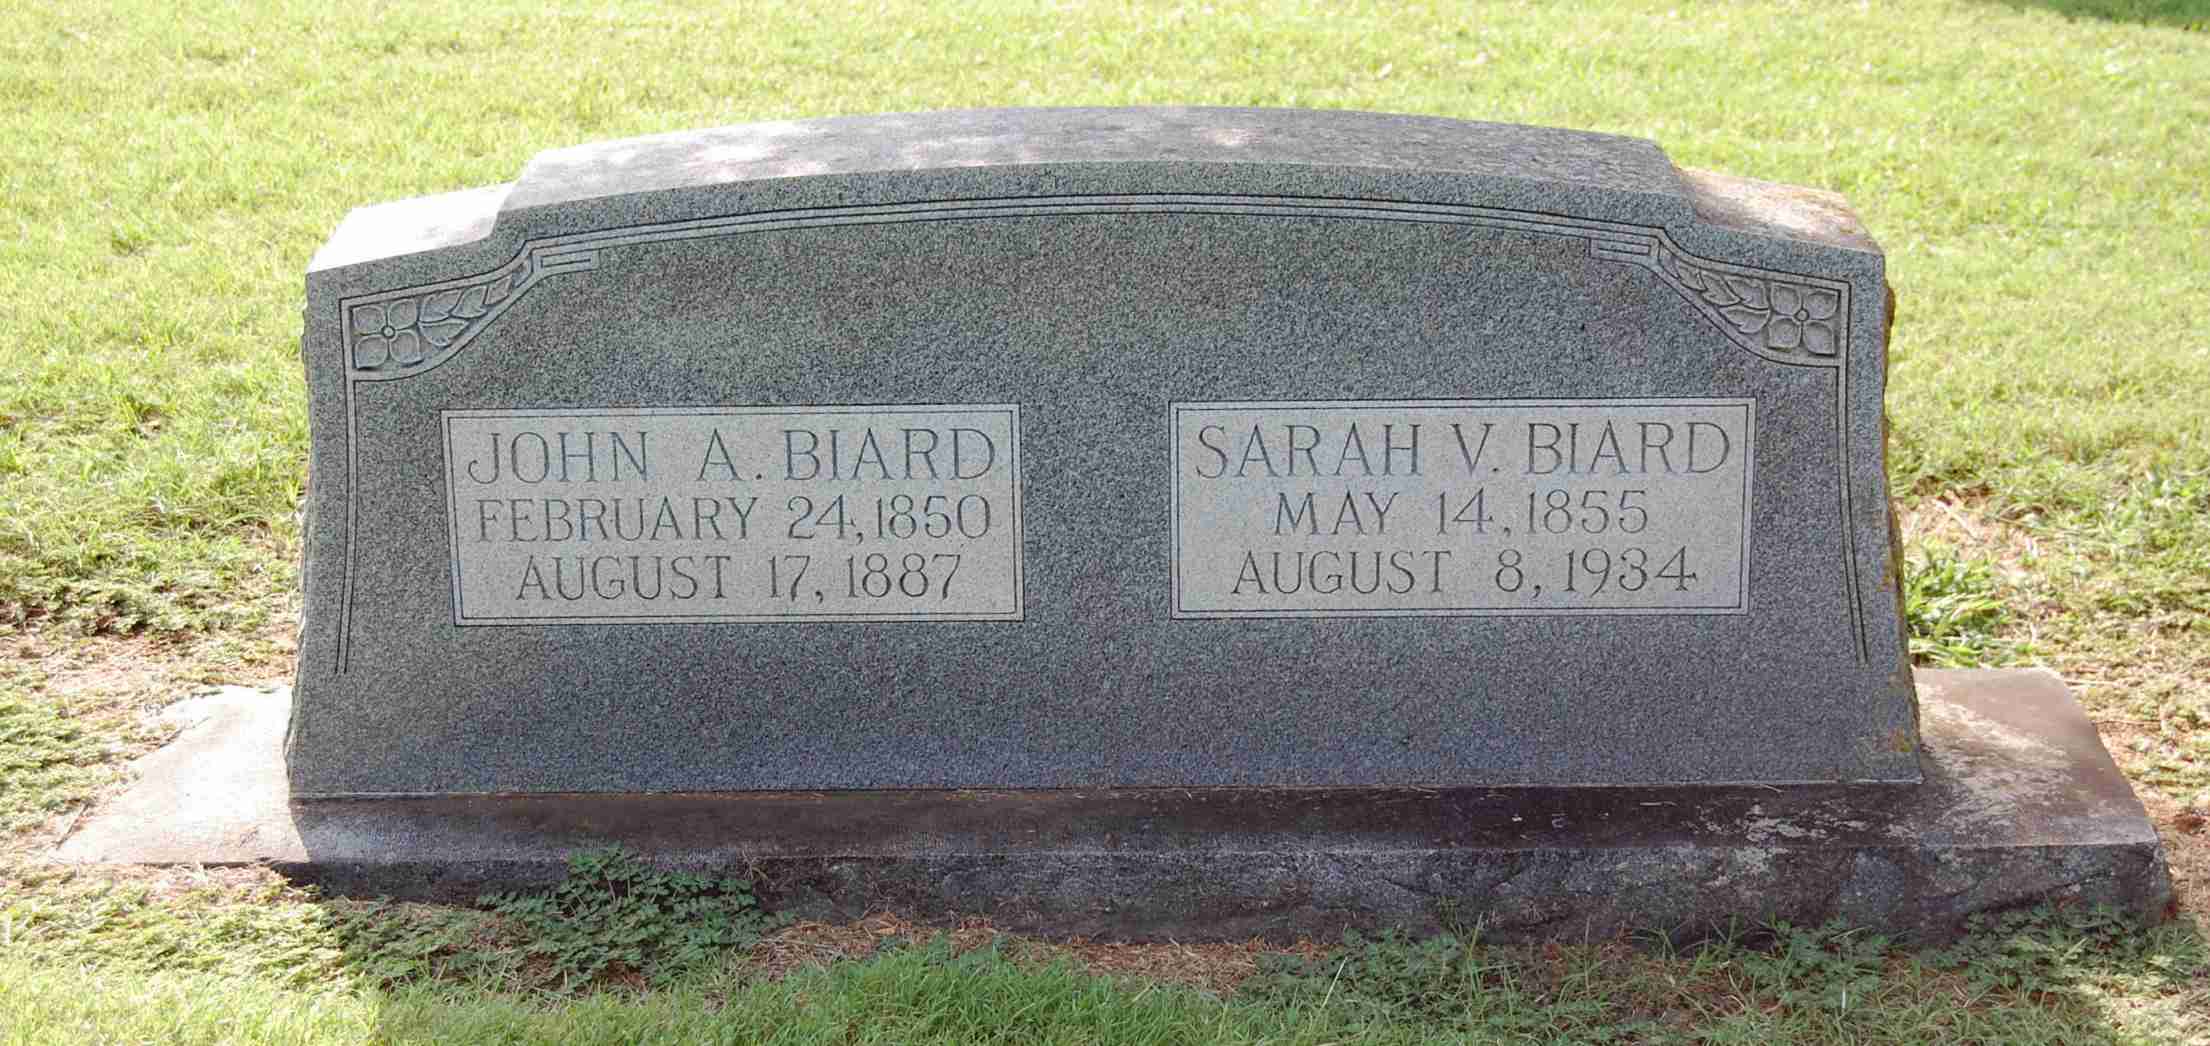 JOHN A. BIARD
FEBRUARY 24, 1850
AUGUST 17, 1887
SARAH V. BIARD
MAY 14, 1855
AUGUST 8, 1934